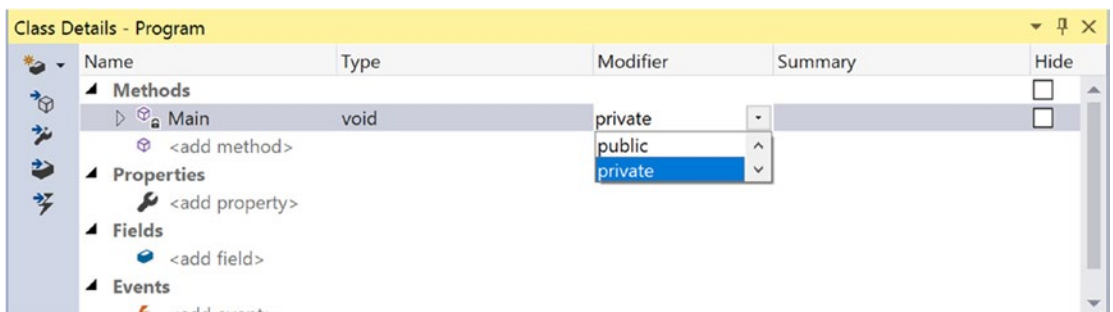 Class Details - Program
Name Type Modifier Summary Hide
Methods
Main void private
<add method> public
private
Properties
<add property>
Fields
<add field>
Events